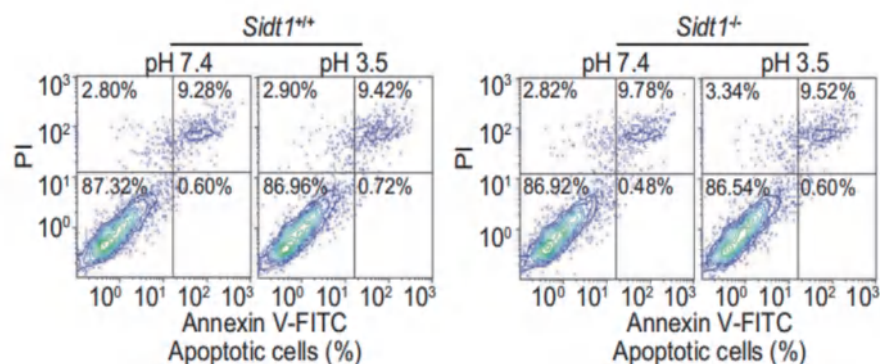 Sidt1+/+
Sidt1-/-
pH 7.4 pH 3.5
pH 7.4 pH 3.5
10³
2.80% 9.28%
2.90% 9.42%
10³
2.82% 9.78%
3.34% 9.52%
10²
PI
10²
PI
10¹
87.32% 0.60%
86.96% 0.72%
10¹
86.92% 0.48%
86.54% 0.60%
10⁰
10⁰
10⁰ 10¹ 10² 10³
10⁰ 10¹ 10² 10³
10⁰ 10¹ 10² 10³
10⁰ 10¹ 10² 10³
Annexin V-FITC
Apoptotic cells (%)
Annexin V-FITC
Apoptotic cells (%)